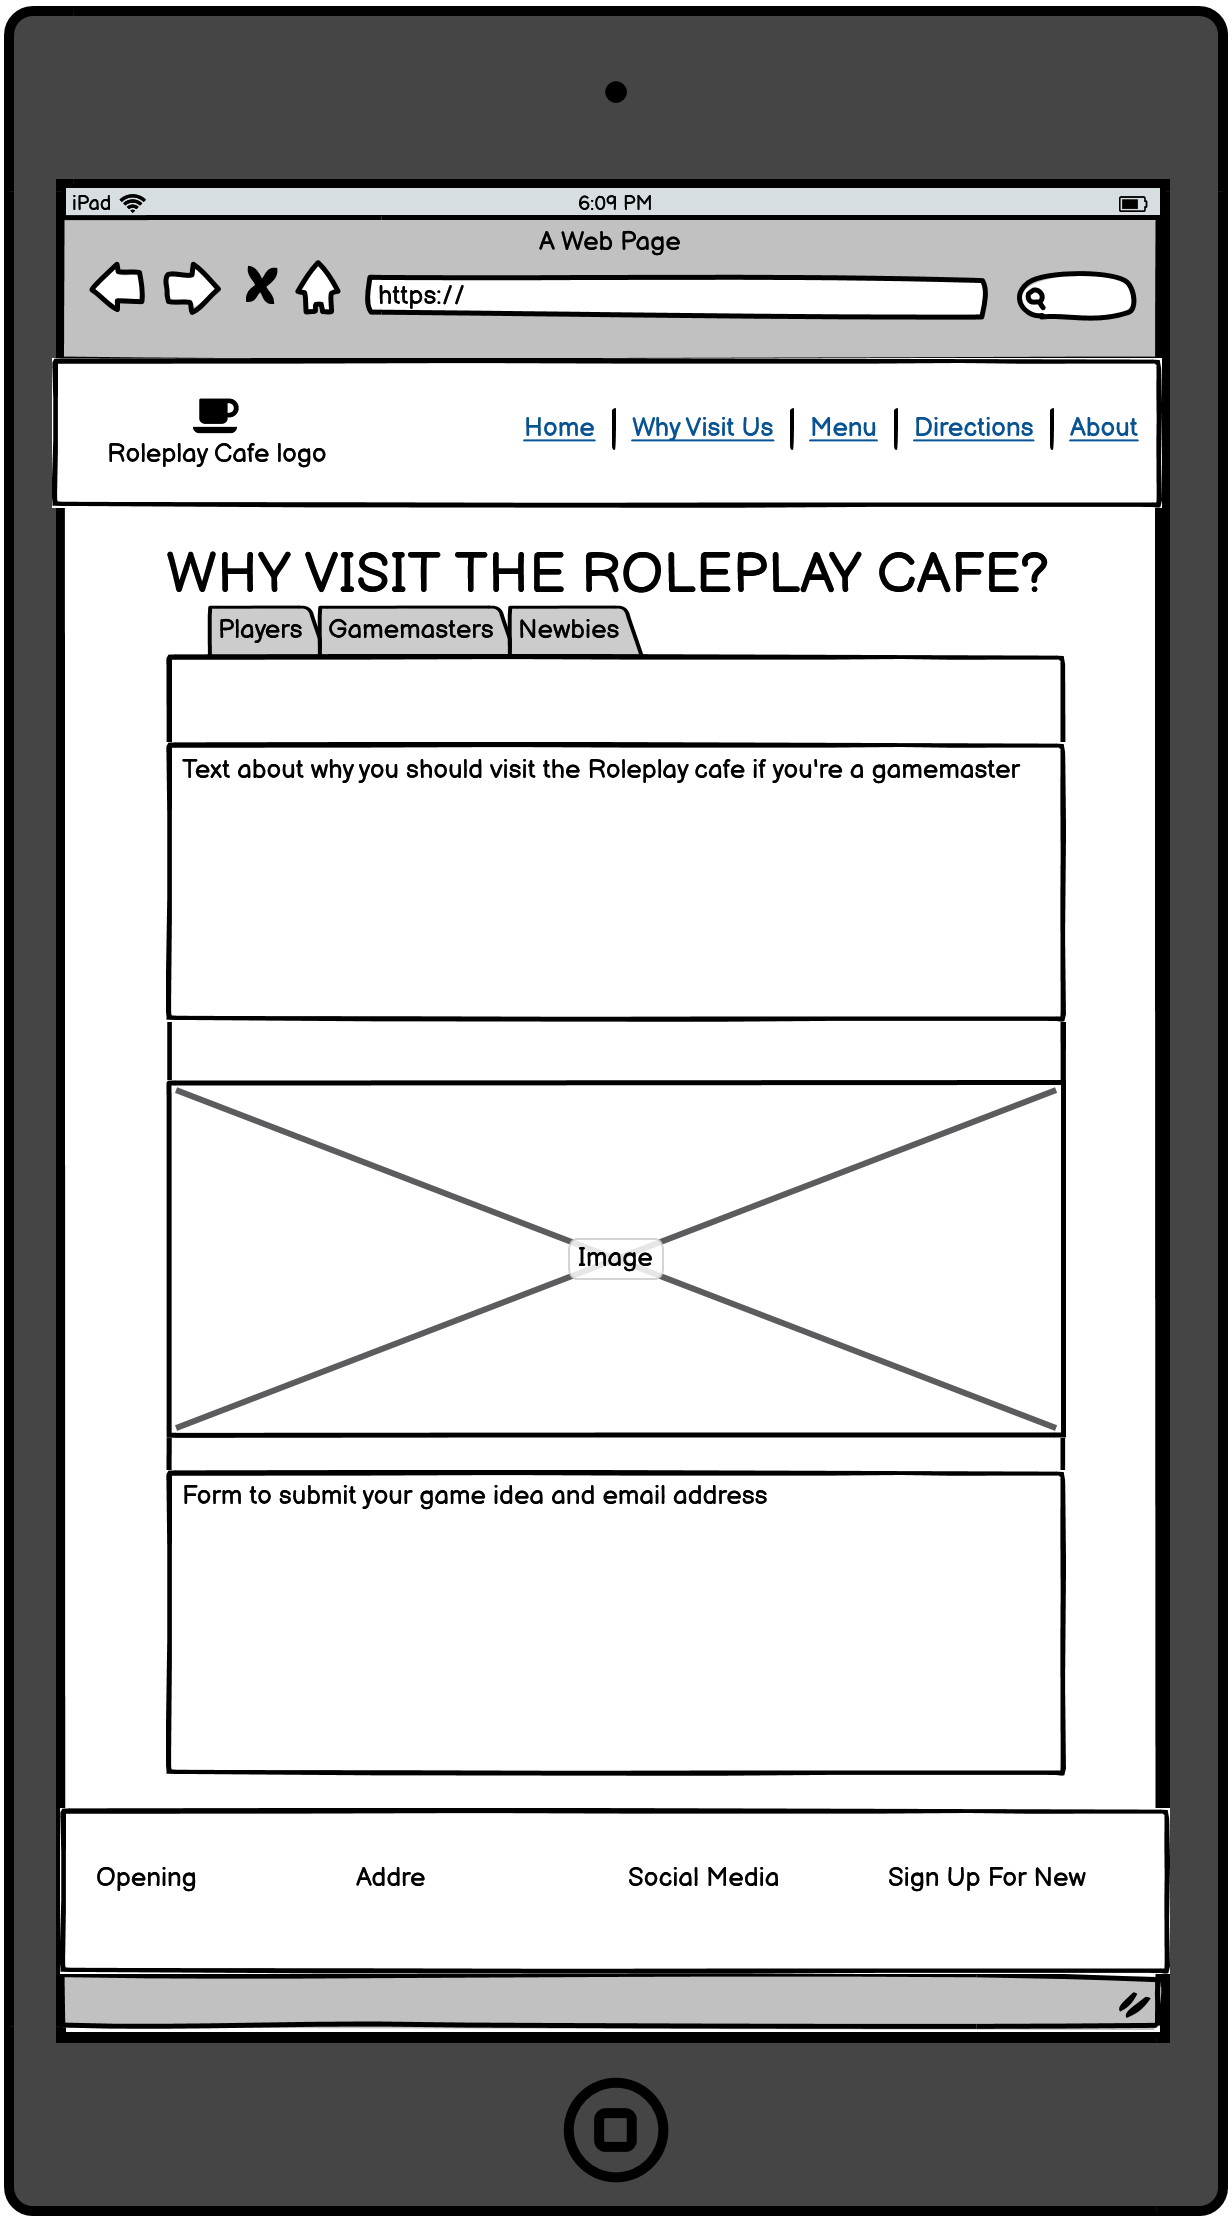 iPad 6:09 PM
A Web Page
https://
Roleplay Cafe logo
Home | Why Visit Us | Menu | Directions | About
WHY VISIT THE ROLEPLAY CAFE?
Players Gamemasters Newbies
Text about why you should visit the Roleplay cafe if you're a gamemaster
Image
Form to submit your game idea and email address
Opening Addre Social Media Sign Up For New